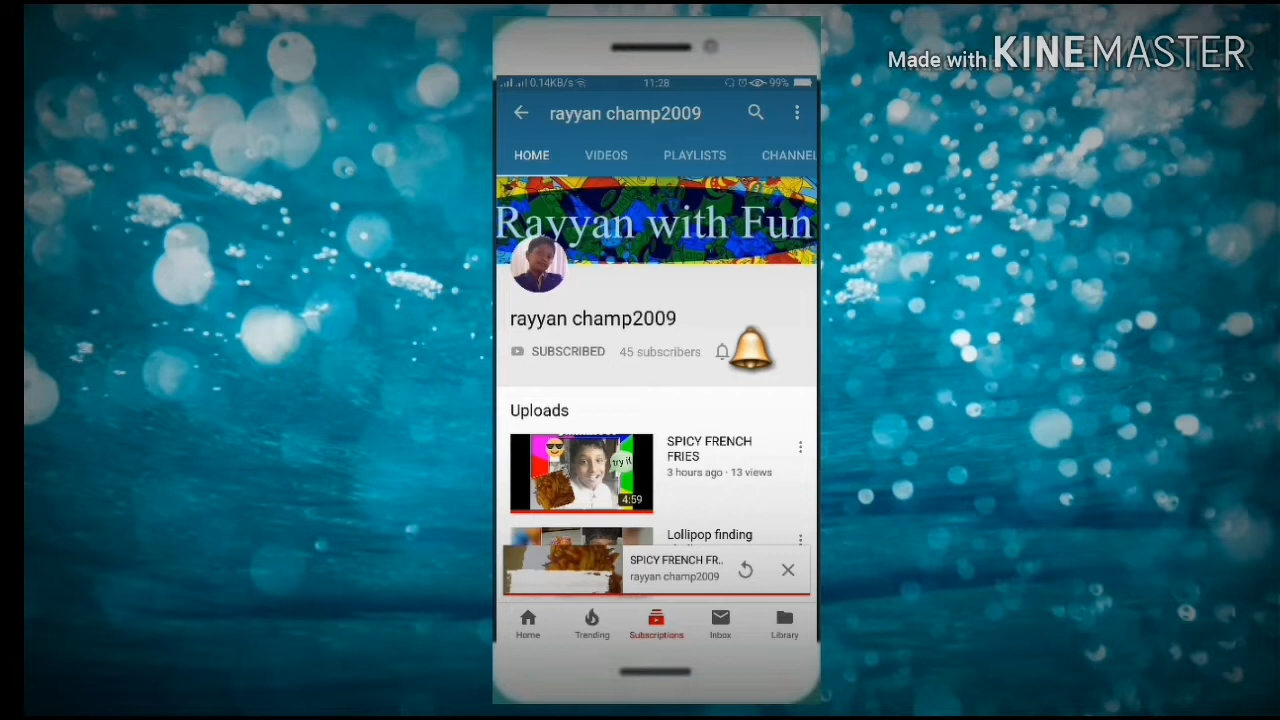 Made with KINEMASTER
0.14KB/s 11:28 99%
rayyan champ2009
HOME VIDEOS PLAYLISTS CHANNEL
Rayyan with Fun
rayyan champ2009
SUBSCRIBED 45 subscribers
Uploads
SPICY FRENCH
FRIES
3 hours ago · 13 views
try it
4:59
Lollipop finding
SPICY FRENCH FR..
rayyan champ2009
Home Trending Subscriptions Inbox Library